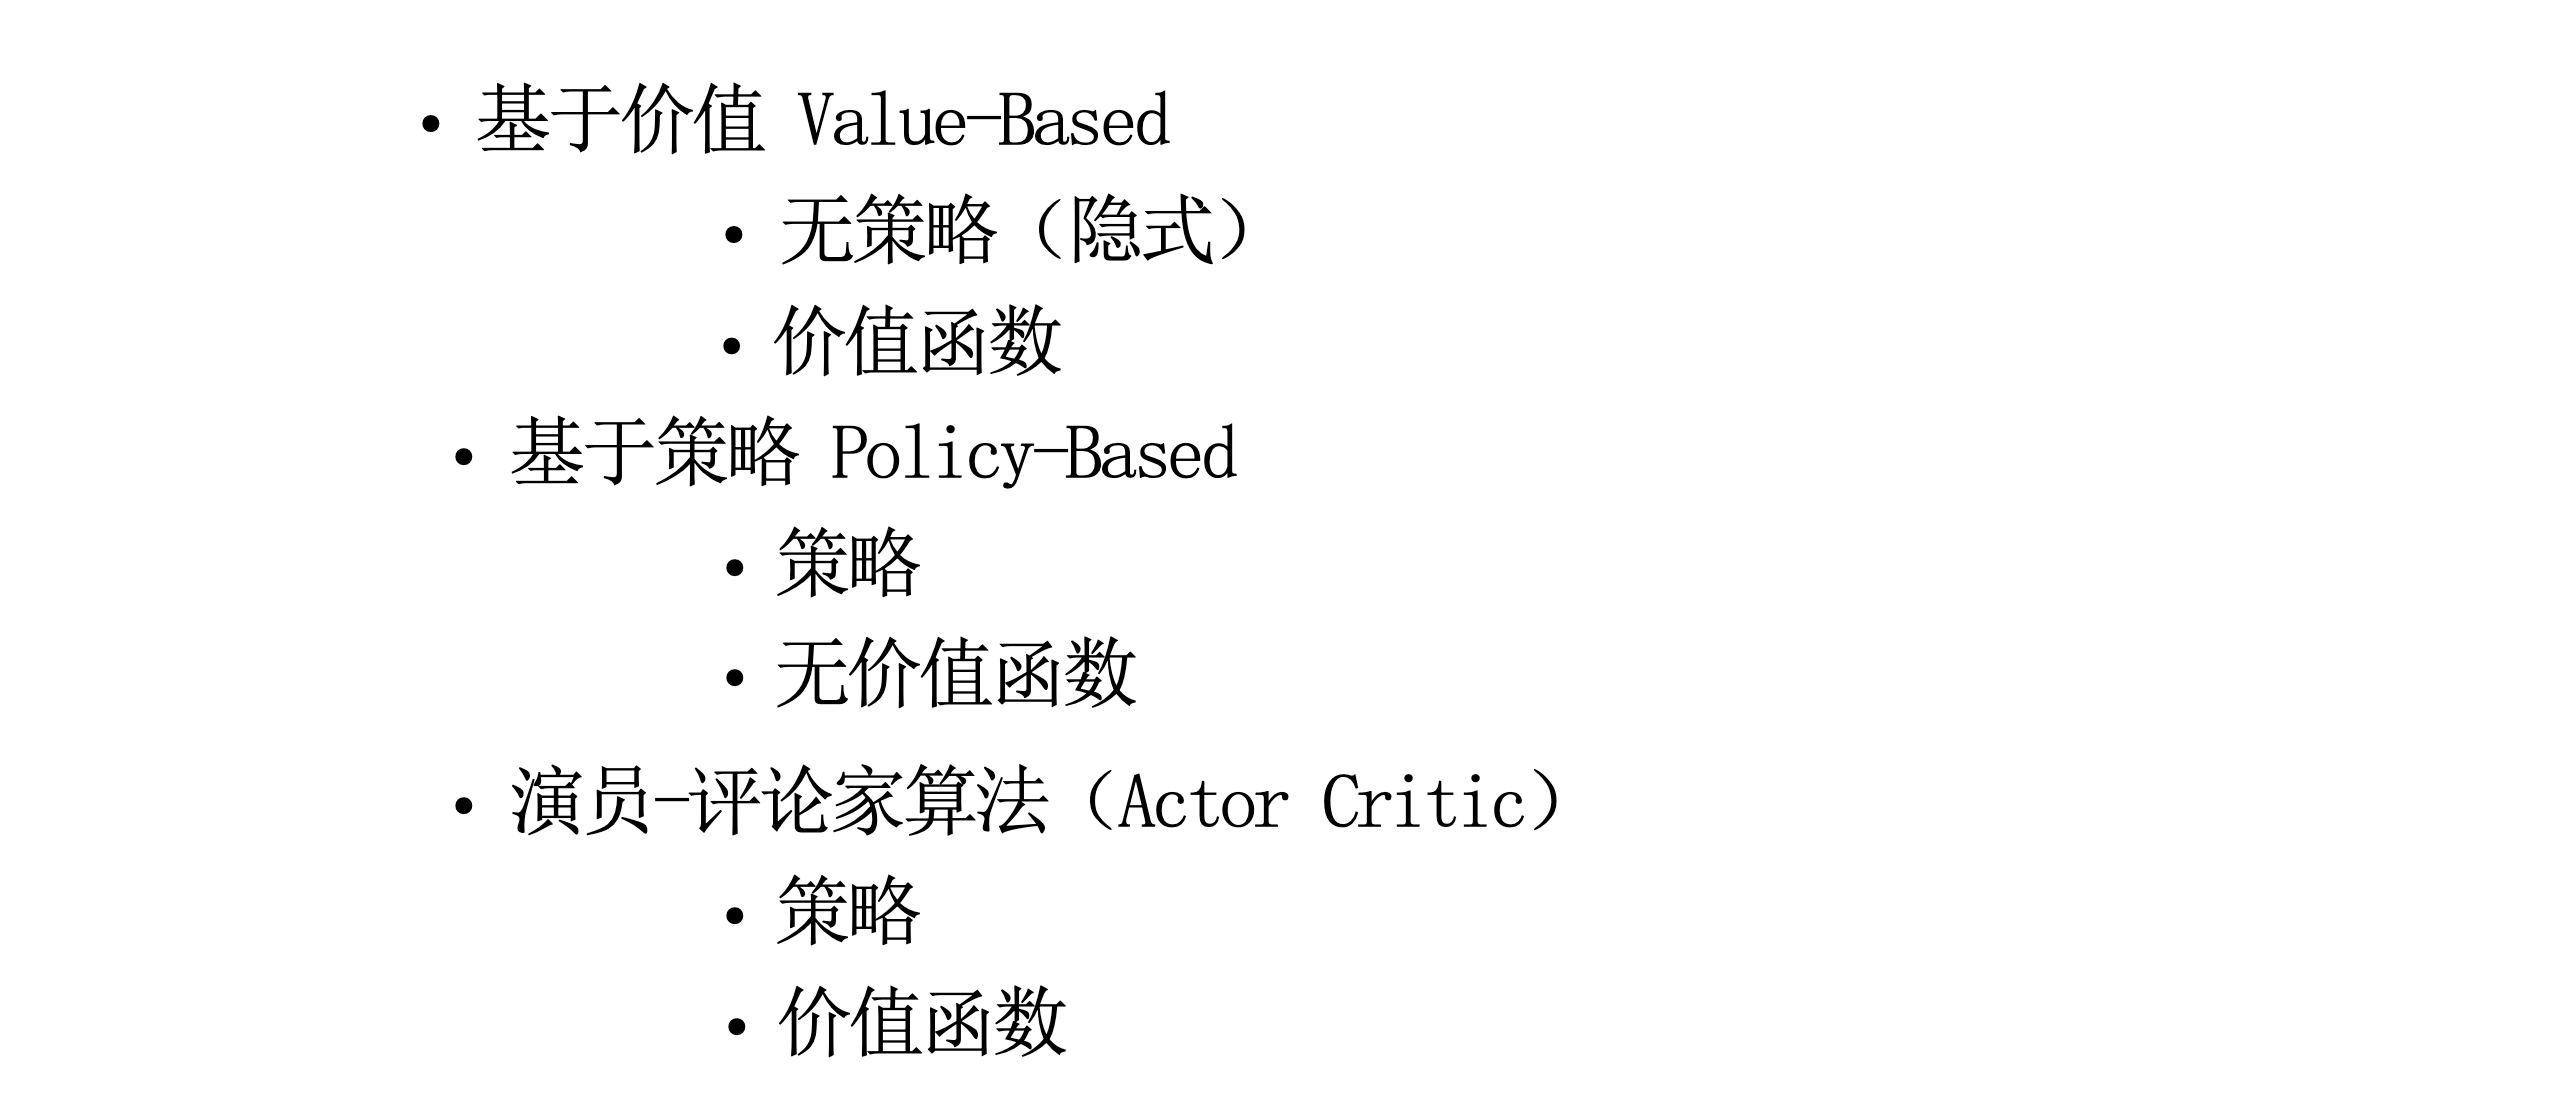 • 基于价值 Value-Based
• 无策略（隐式）
• 价值函数
• 基于策略 Policy-Based
• 策略
• 无价值函数
• 演员-评论家算法（Actor Critic）
• 策略
• 价值函数